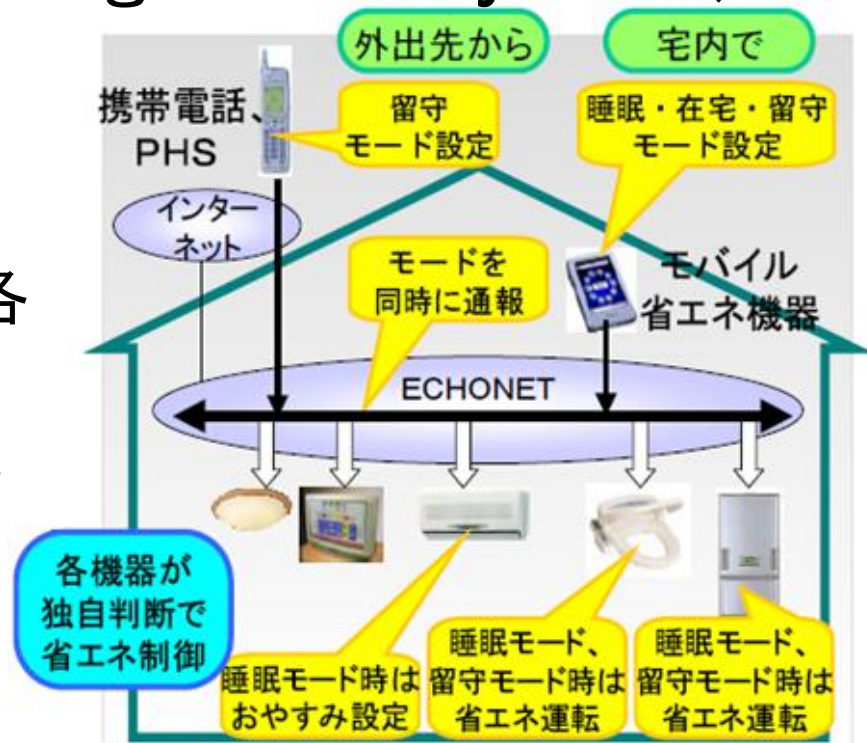 外出先から
宅内で
携帯電話、
PHS
留守
モード設定
睡眠・在宅・留守
モード設定
インター
ネット
モードを
同時に通報
モバイル
省エネ機器
ECHONET
各機器が
独自判断で
省エネ制御
睡眠モード時は
おやすみ設定
睡眠モード、
留守モード時は
省エネ運転
睡眠モード、
留守モード時は
省エネ運転